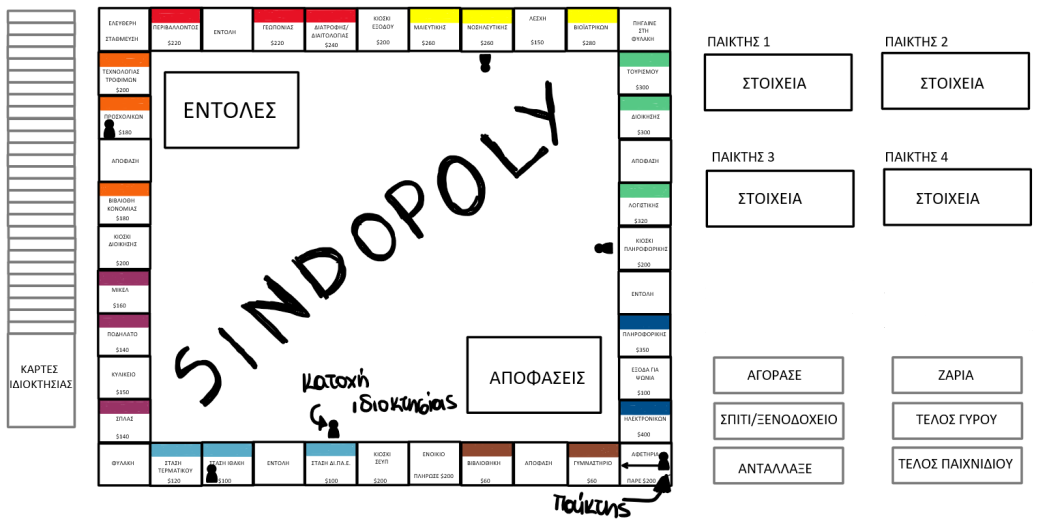 ΕΛΕΥΘΕΡΗ
ΣΤΑΘΜΕΥΣΗ
ΠΕΡΙΒΑΛΛΟΝΤΟΣ
$220
ΕΝΤΟΛΗ
ΓΕΩΠΟΝΙΑΣ
$220
ΔΙΑΤΡΟΦΗΣ/
ΔΙΑΙΤΟΛΟΓΙΑΣ
$240
ΚΙΟΣΚΙ
ΕΞΟΔΟΥ
$200
ΜΑΙΕΥΤΙΚΗΣ
$260
ΝΟΣΗΛΕΥΤΙΚΗΣ
$260
ΛΕΣΧΗ
$150
ΒΙΟΪΑΤΡΙΚΩΝ
$280
ΠΗΓΑΙΝΕ
ΣΤΗ
ΦΥΛΑΚΗ
ΤΕΧΝΟΛΟΓΙΑΣ
ΤΡΟΦΙΜΩΝ
$200
ΠΡΟΣΧΟΛΙΚΩΝ
$180
ΑΠΟΦΑΣΗ
ΒΙΒΛΙΟΘΗ
ΚΟΝΟΜΙΑΣ
$180
ΚΙΟΣΚΙ
ΔΙΟΙΚΗΣΗΣ
$200
ΜΙΚΕΛ
$160
ΠΟΔΗΛΑΤΟ
$140
ΚΥΛΙΚΕΙΟ
$150
ΣΠΛΑΣ
$140
ΕΝΤΟΛΕΣ
SINDOPOLY
ΑΠΟΦΑΣΕΙΣ
Κατοχή
ιδιοκτησίας
ΤΟΥΡΙΣΜΟΥ
$300
ΔΙΟΙΚΗΣΗΣ
$300
ΑΠΟΦΑΣΗ
ΛΟΓΙΣΤΙΚΗΣ
$320
ΚΙΟΣΚΙ
ΠΛΗΡΟΦΟΡΙΚΗΣ
$200
ΕΝΤΟΛΗ
ΠΛΗΡΟΦΟΡΙΚΗΣ
$350
ΕΞΟΔΑ ΓΙΑ
ΨΩΝΙΑ
$100
ΗΛΕΚΤΡΟΝΙΚΩΝ
$400
ΦΥΛΑΚΗ
ΣΤΑΣΗ
ΤΕΡΜΑΤΙΚΟΥ
$120
ΣΤΑΣΗ ΙΘΑΚΗ
$100
ΕΝΤΟΛΗ
ΣΤΑΣΗ ΔΙ.ΠΑ.Ε.
$100
ΚΙΟΣΚΙ
ΣΕΥΠ
$200
ΕΝΟΙΚΙΟ
ΠΛΗΡΩΣΕ $200
ΒΙΒΛΙΟΘΗΚΗ
$60
ΑΠΟΦΑΣΗ
ΓΥΜΝΑΣΤΗΡΙΟ
$60
ΑΦΕΤΗΡΙΑ
ΠΑΡΕ $200
Παίκτης
ΚΑΡΤΕΣ
ΙΔΙΟΚΤΗΣΙΑΣ
ΠΑΙΚΤΗΣ 1
ΣΤΟΙΧΕΙΑ
ΠΑΙΚΤΗΣ 2
ΣΤΟΙΧΕΙΑ
ΠΑΙΚΤΗΣ 3
ΣΤΟΙΧΕΙΑ
ΠΑΙΚΤΗΣ 4
ΣΤΟΙΧΕΙΑ
ΑΓΟΡΑΣΕ
ΖΑΡΙΑ
ΣΠΙΤΙ/ΞΕΝΟΔΟΧΕΙΟ
ΤΕΛΟΣ ΓΥΡΟΥ
ΑΝΤΑΛΛΑΞΕ
ΤΕΛΟΣ ΠΑΙΧΝΙΔΙΟΥ